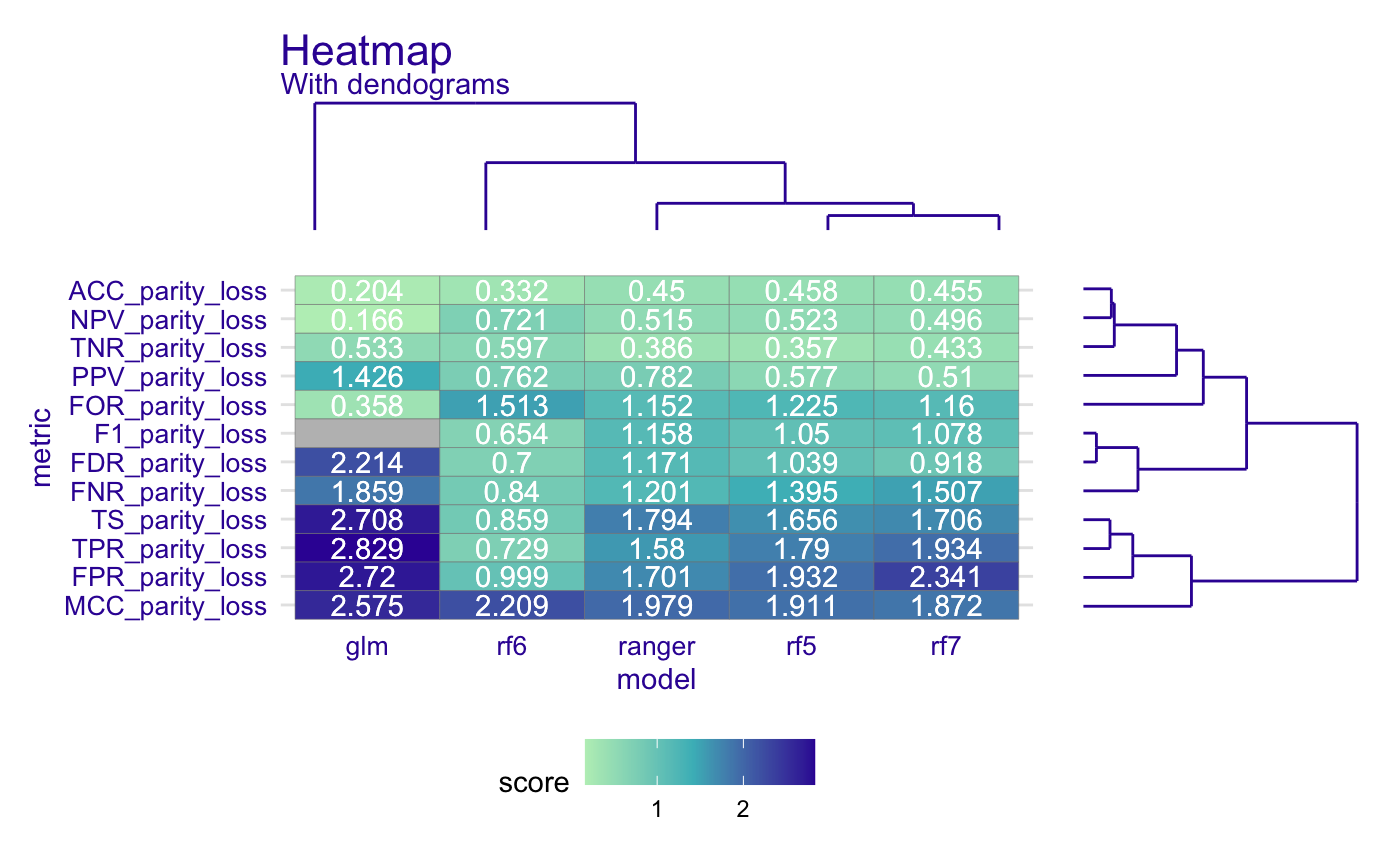 Heatmap
With dendograms
metric
ACC_parity_loss 0.204 0.332 0.45 0.458 0.455
NPV_parity_loss 0.166 0.721 0.515 0.523 0.496
TNR_parity_loss 0.533 0.597 0.386 0.357 0.433
PPV_parity_loss 1.426 0.762 0.782 0.577 0.51
FOR_parity_loss 0.358 1.513 1.152 1.225 1.16
F1_parity_loss 0.654 1.158 1.05 1.078
FDR_parity_loss 2.214 0.7 1.171 1.039 0.918
FNR_parity_loss 1.859 0.84 1.201 1.395 1.507
TS_parity_loss 2.708 0.859 1.794 1.656 1.706
TPR_parity_loss 2.829 0.729 1.58 1.79 1.934
FPR_parity_loss 2.72 0.999 1.701 1.932 2.341
MCC_parity_loss 2.575 2.209 1.979 1.911 1.872
glm rf6 ranger rf5 rf7
model
score
1 2